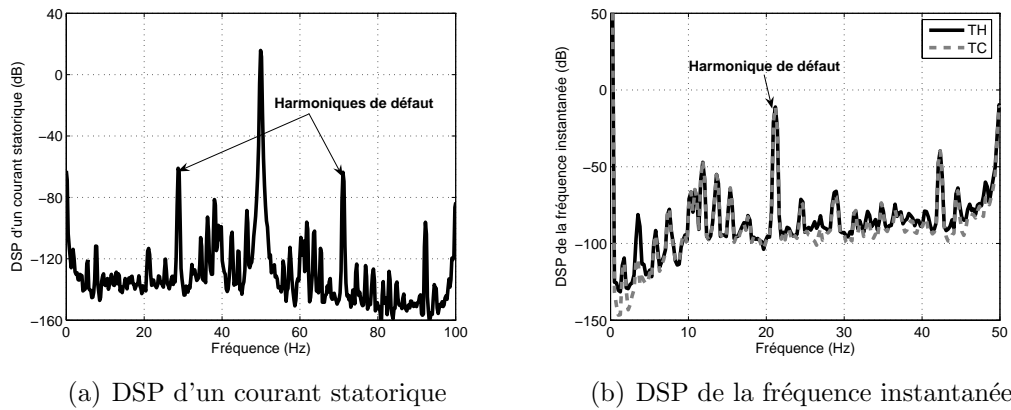 40
0
−40
−80
−120
−160
DSP d'un courant statorique (dB)
Harmoniques de défaut
0
20
40
60
80
100
Fréquence (Hz)
(a) DSP d'un courant statorique
50
0
−50
−100
−150
DSP de la fréquence instantanée (dB)
TH
TC
Harmonique de défaut
0
10
20
30
40
50
Fréquence (Hz)
(b) DSP de la fréquence instantanée